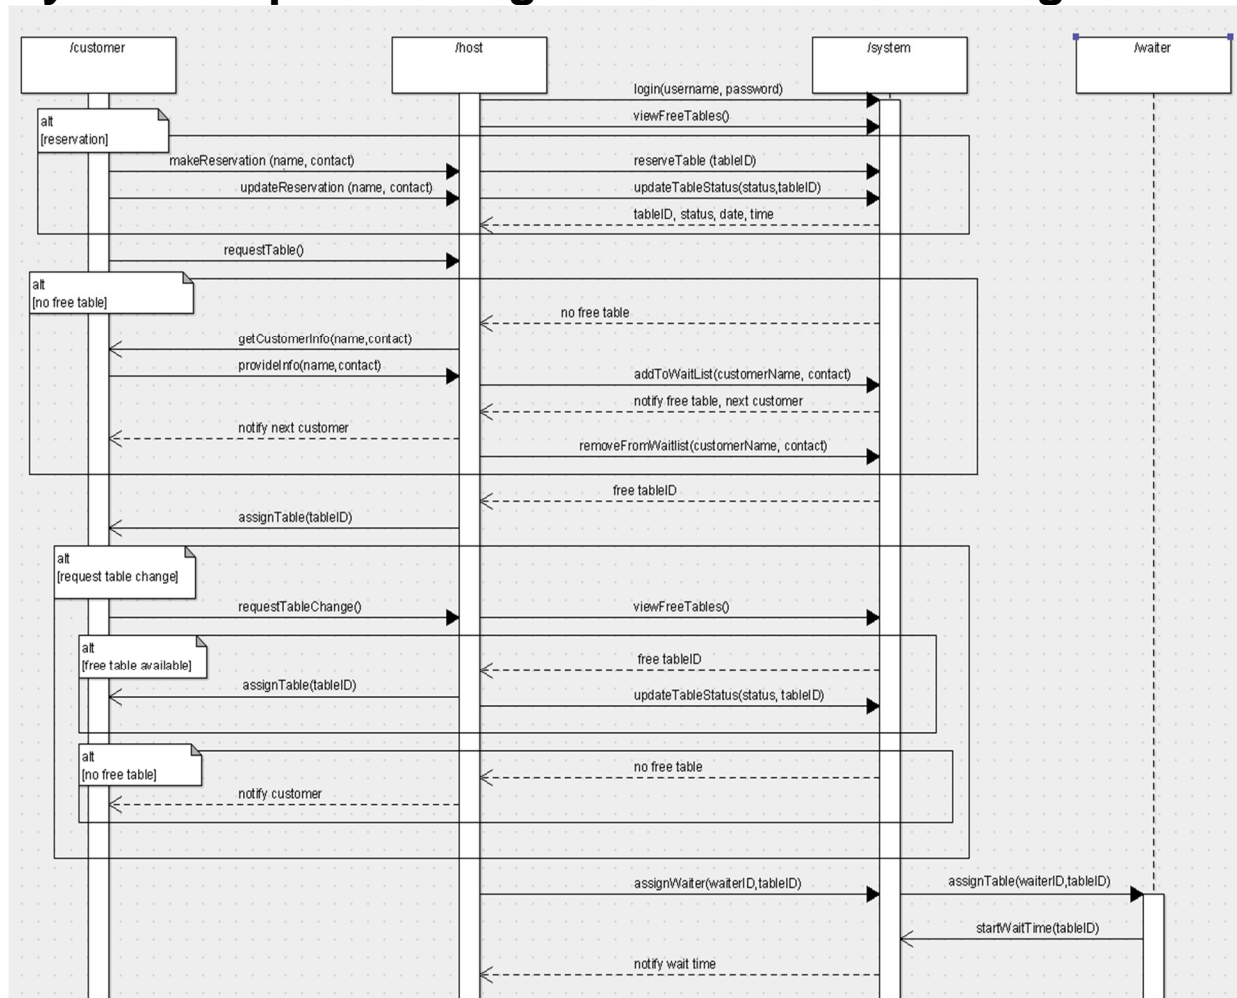 /customer
/host
/system
/waiter
login(username, password)
viewFreeTables()
alt
[reservation]
makeReservation (name, contact)
reserveTable (tableID)
updateReservation (name, contact)
updateTableStatus(status,tableID)
tableID, status, date, time
requestTable()
alt
[no free table]
no free table
getCustomerInfo(name,contact)
provideInfo(name,contact)
addToWaitList(customerName, contact)
notify free table, next customer
notify next customer
removeFromWaitlist(customerName, contact)
free tableID
assignTable(tableID)
alt
[request table change]
requestTableChange()
viewFreeTables()
alt
[free table available]
free tableID
assignTable(tableID)
updateTableStatus(status, tableID)
alt
[no free table]
no free table
notify customer
assignWaiter(waiterID,tableID)
assignTable(waiterID,tableID)
startWaitTime(tableID)
notify wait time